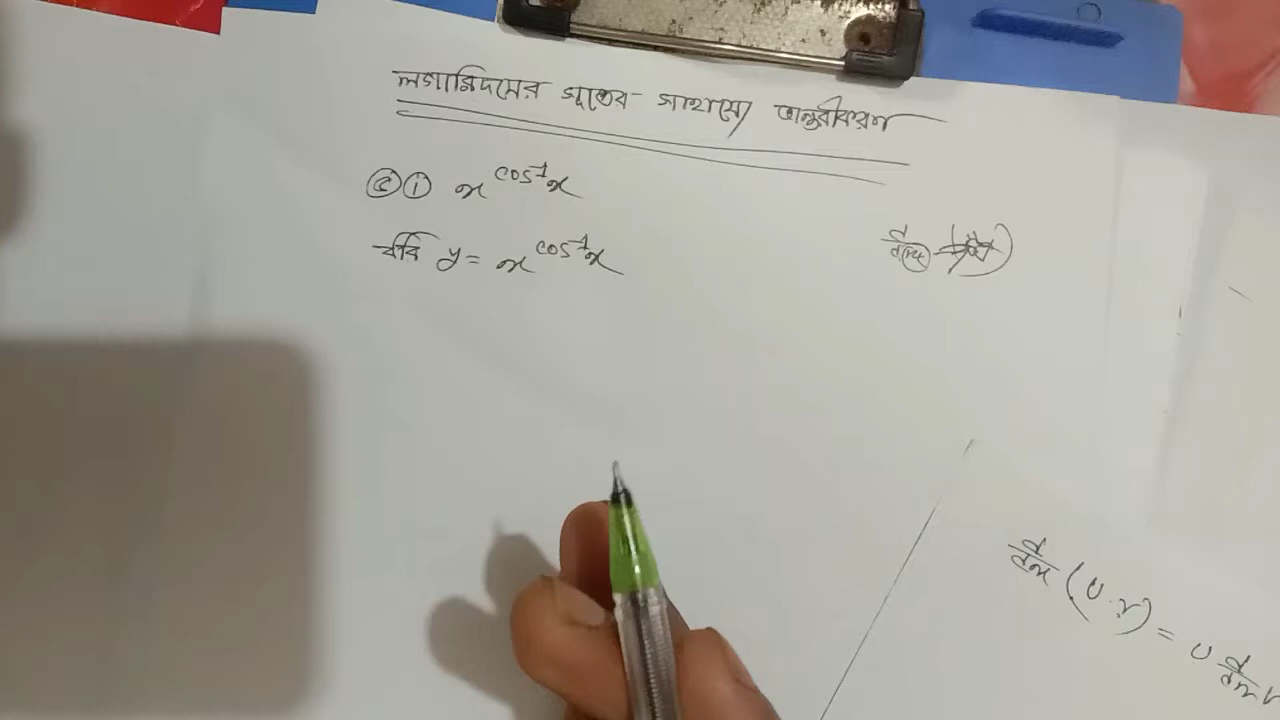 লগারিদমের সূত্রের সাহায্যে অন্তরীকরণ
① x^{cos⁻¹x}
ধরি y = x^{cos⁻¹x}
d/dx (u.v) = u d/dx v